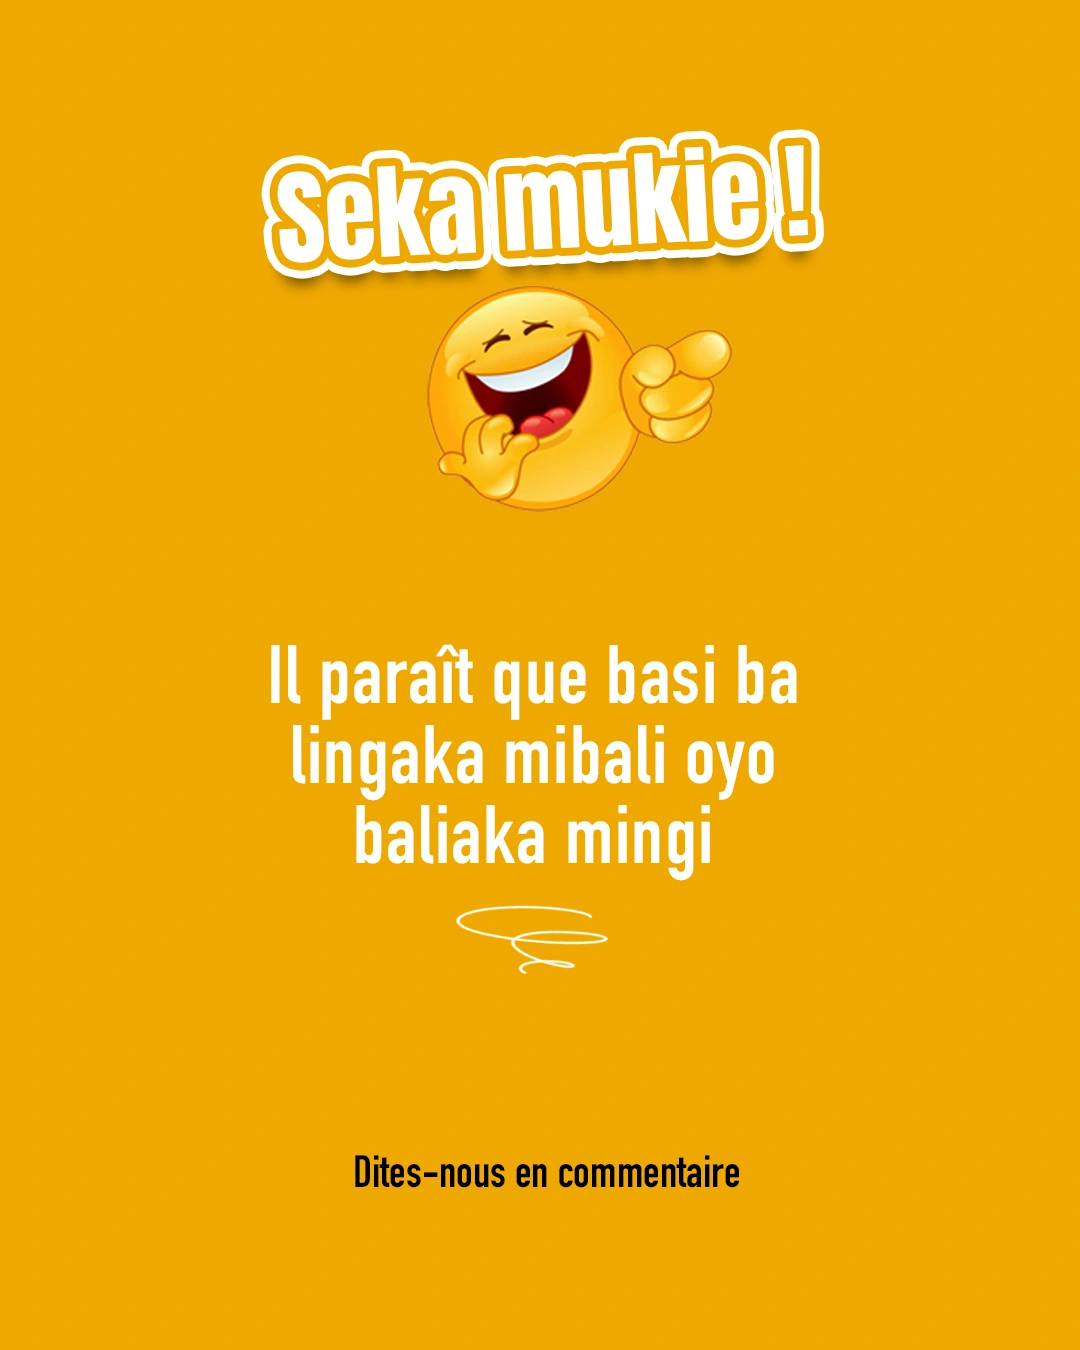 Seka mukie !
Il paraît que basi ba
lingaka mibali oyo
baliaka mingi
Dites-nous en commentaire